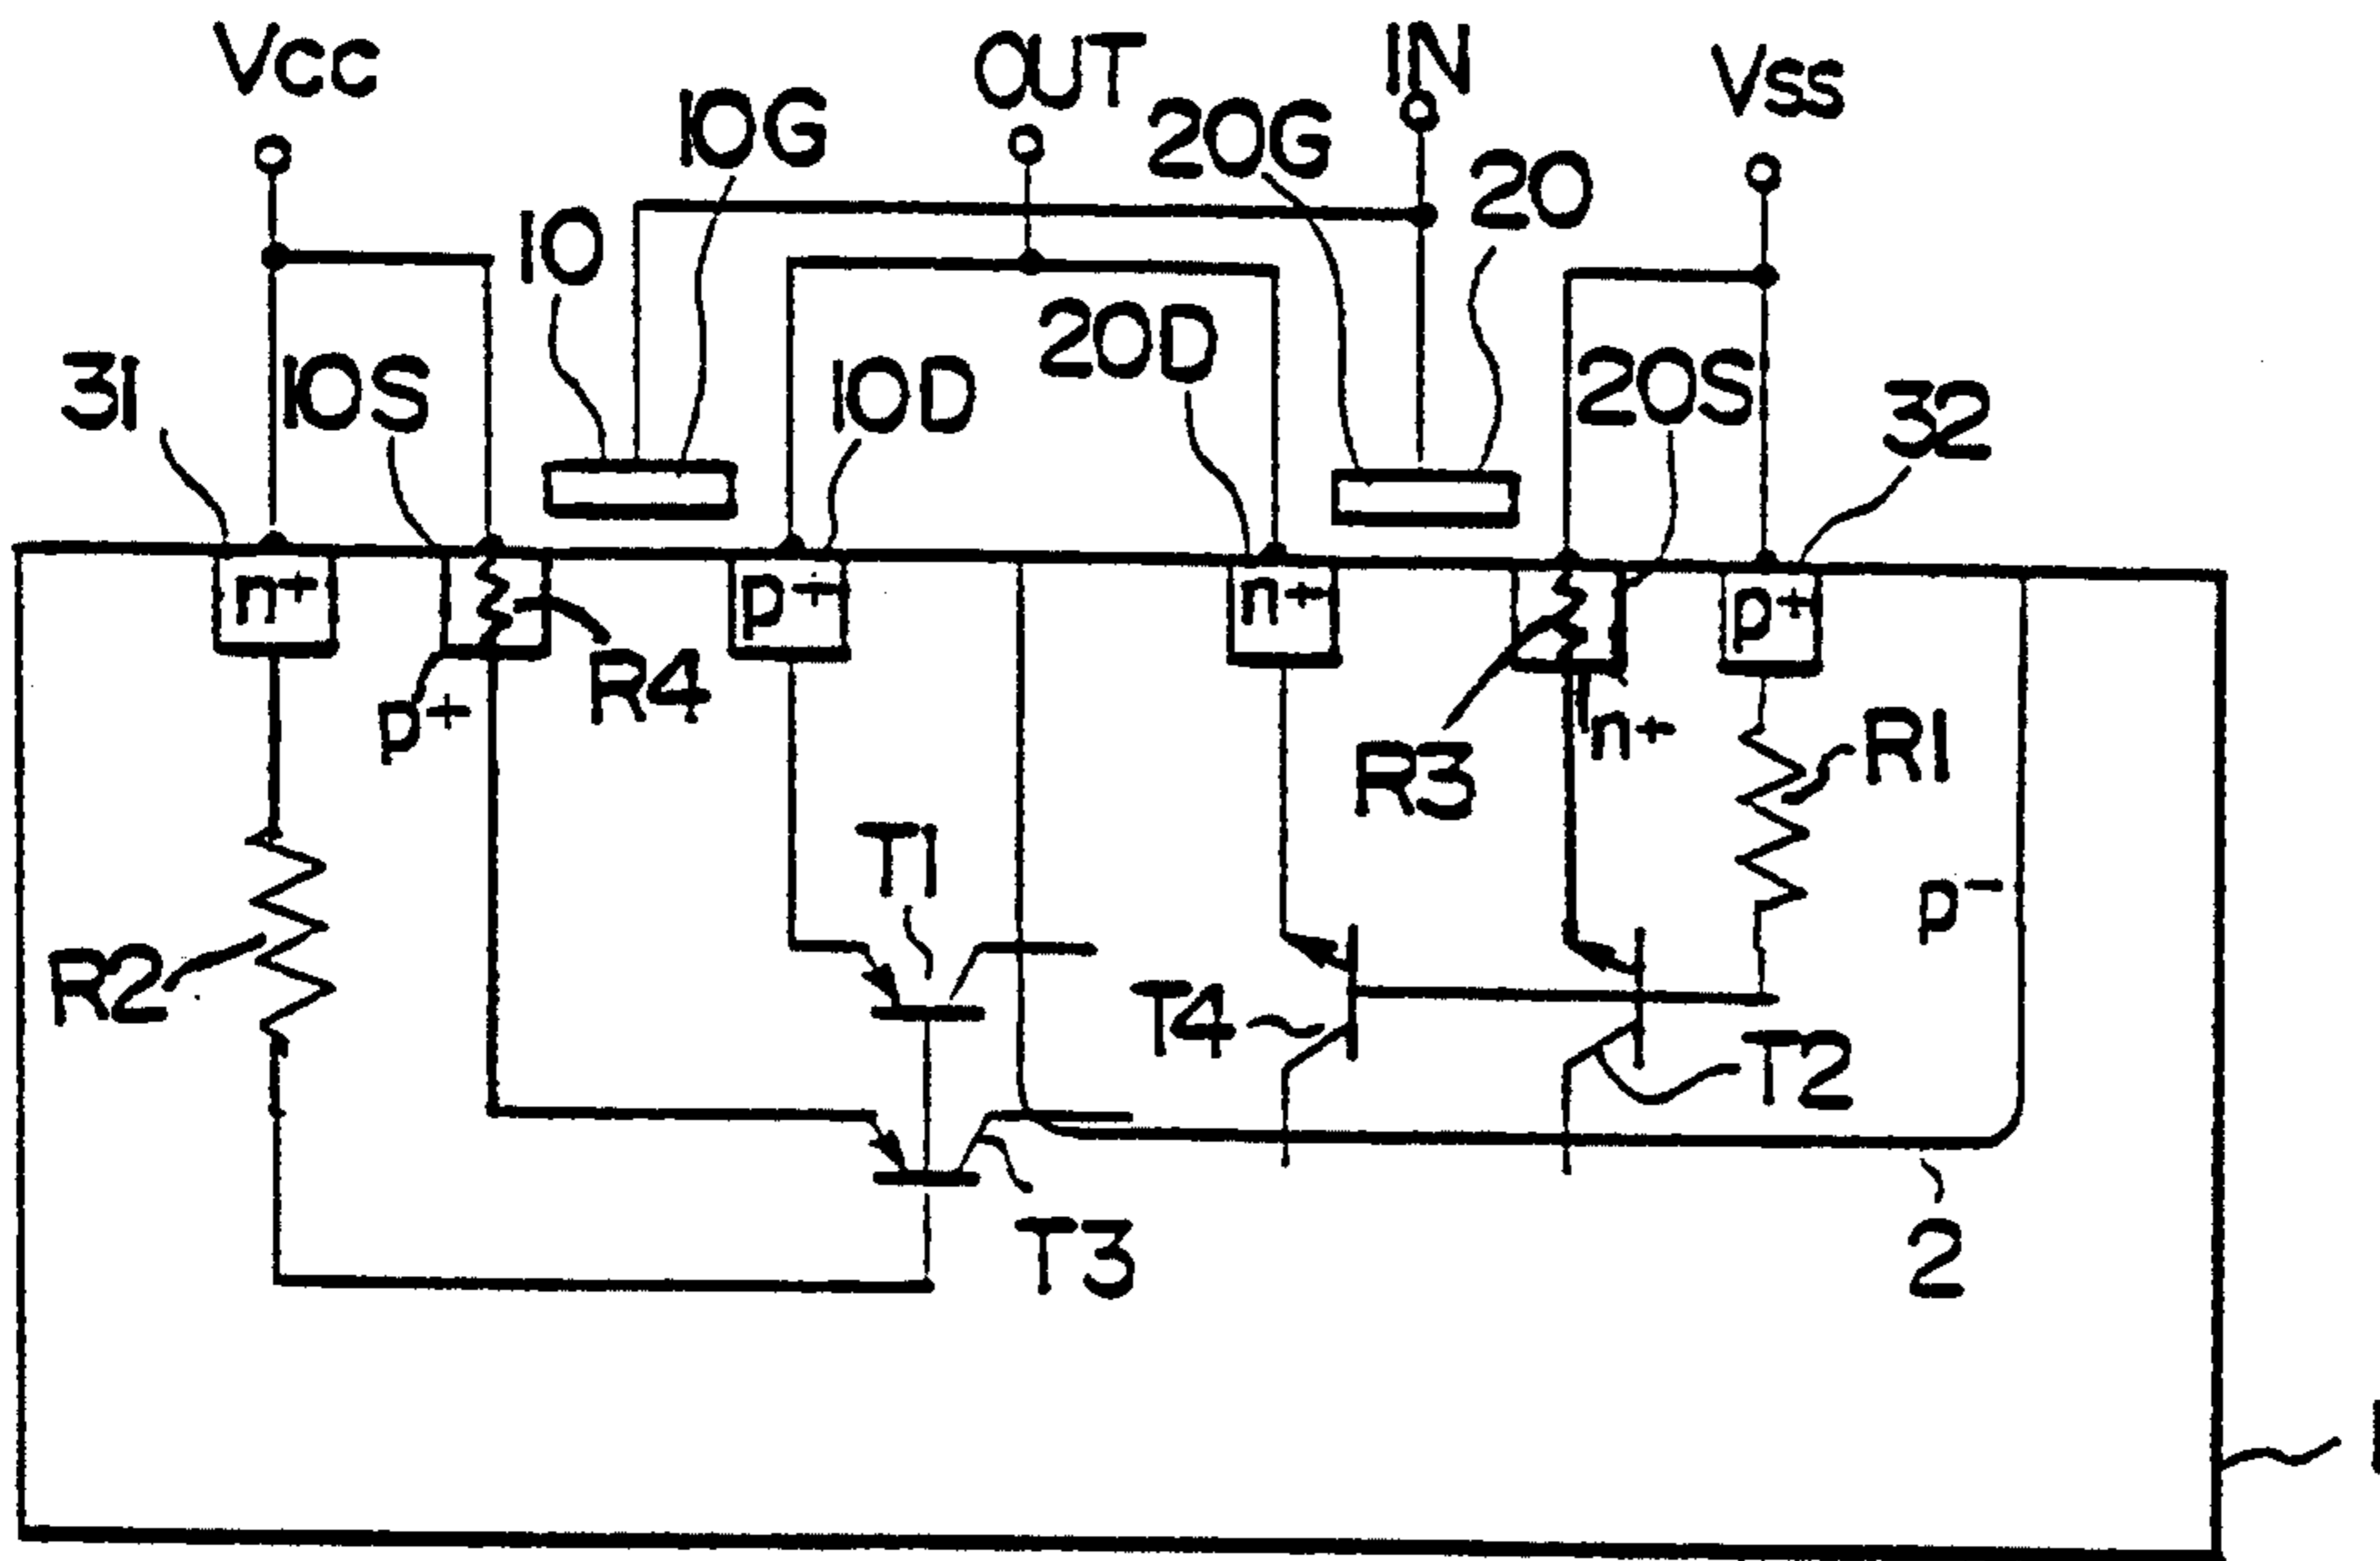 Vcc
OUT
IN
Vss
10G
20G
20
10
20D
31
10S
10D
20S
32
n+
p+
n+
p+
p+
R4
n+
R3
R1
T1
p-
R2
T4
T2
T3
2
1